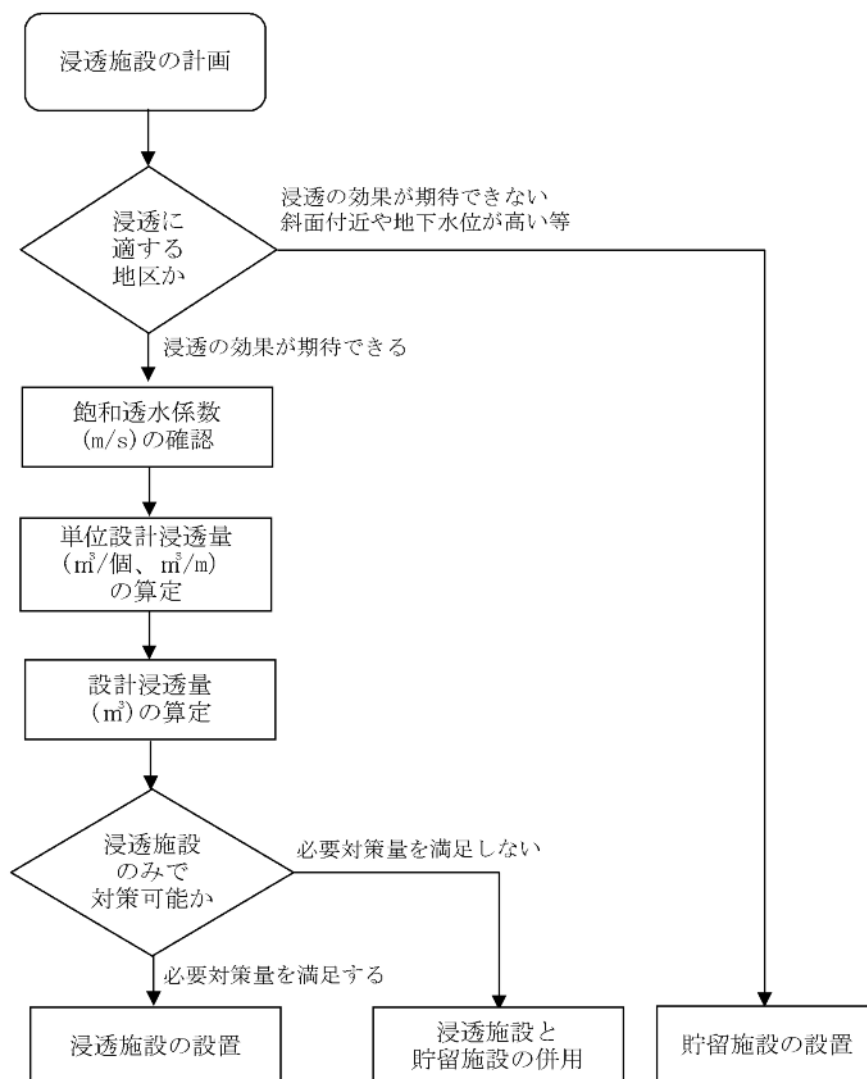 浸透施設の計画
浸透に
適する
地区か
浸透の効果が期待できない
斜面付近や地下水位が高い等
浸透の効果が期待できる
飽和透水係数
(m/s)の確認
単位設計浸透量
(㎥/個、㎥/m)
の算定
設計浸透量
(㎥)の算定
浸透施設
のみで
対策可能か
必要対策量を満足しない
必要対策量を満足する
浸透施設の設置
浸透施設と
貯留施設の併用
貯留施設の設置